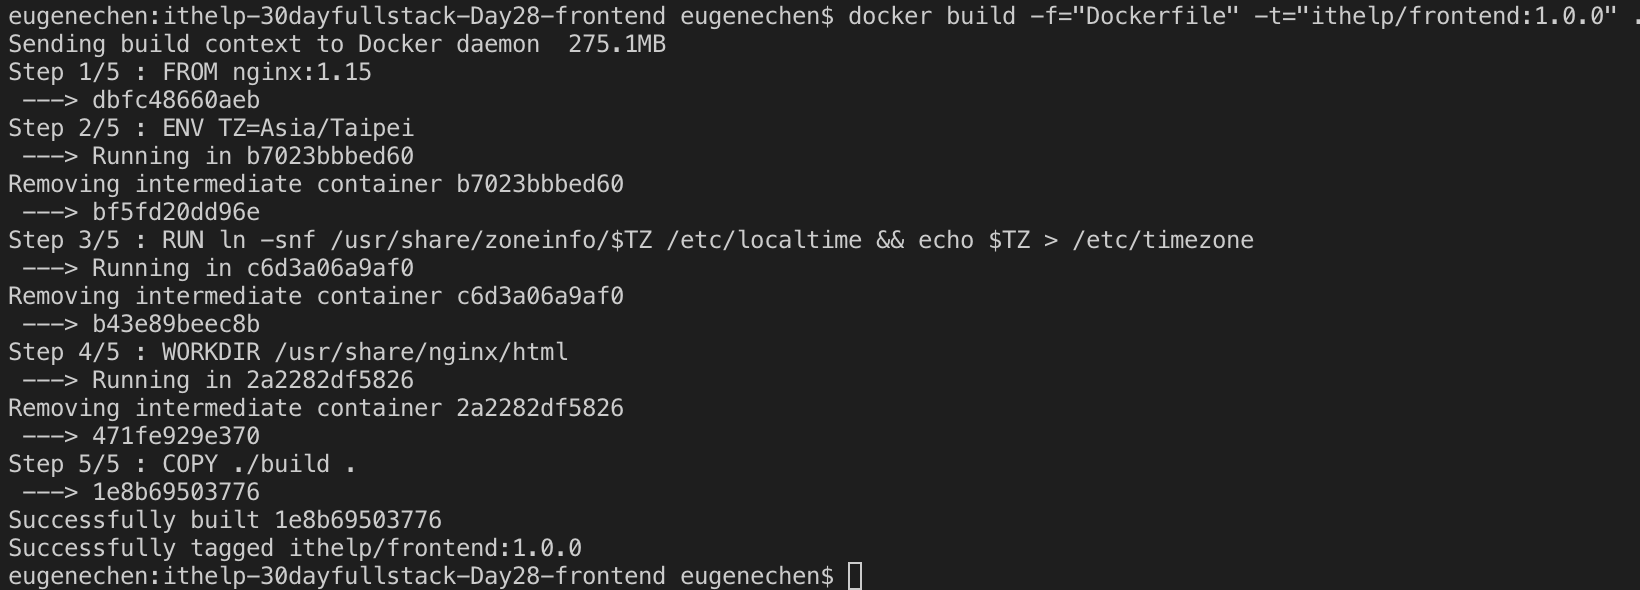 eugenechen:ithelp-30dayfullstack-Day28-frontend eugenechen$ docker build -f="Dockerfile" -t="ithelp/frontend:1.0.0" .
Sending build context to Docker daemon  275.1MB
Step 1/5 : FROM nginx:1.15
 ---> dbfc48660aeb
Step 2/5 : ENV TZ=Asia/Taipei
 ---> Running in b7023bbbed60
Removing intermediate container b7023bbbed60
 ---> bf5fd20dd96e
Step 3/5 : RUN ln -snf /usr/share/zoneinfo/$TZ /etc/localtime && echo $TZ > /etc/timezone
 ---> Running in c6d3a06a9af0
Removing intermediate container c6d3a06a9af0
 ---> b43e89beec8b
Step 4/5 : WORKDIR /usr/share/nginx/html
 ---> Running in 2a2282df5826
Removing intermediate container 2a2282df5826
 ---> 471fe929e370
Step 5/5 : COPY ./build .
 ---> 1e8b69503776
Successfully built 1e8b69503776
Successfully tagged ithelp/frontend:1.0.0
eugenechen:ithelp-30dayfullstack-Day28-frontend eugenechen$